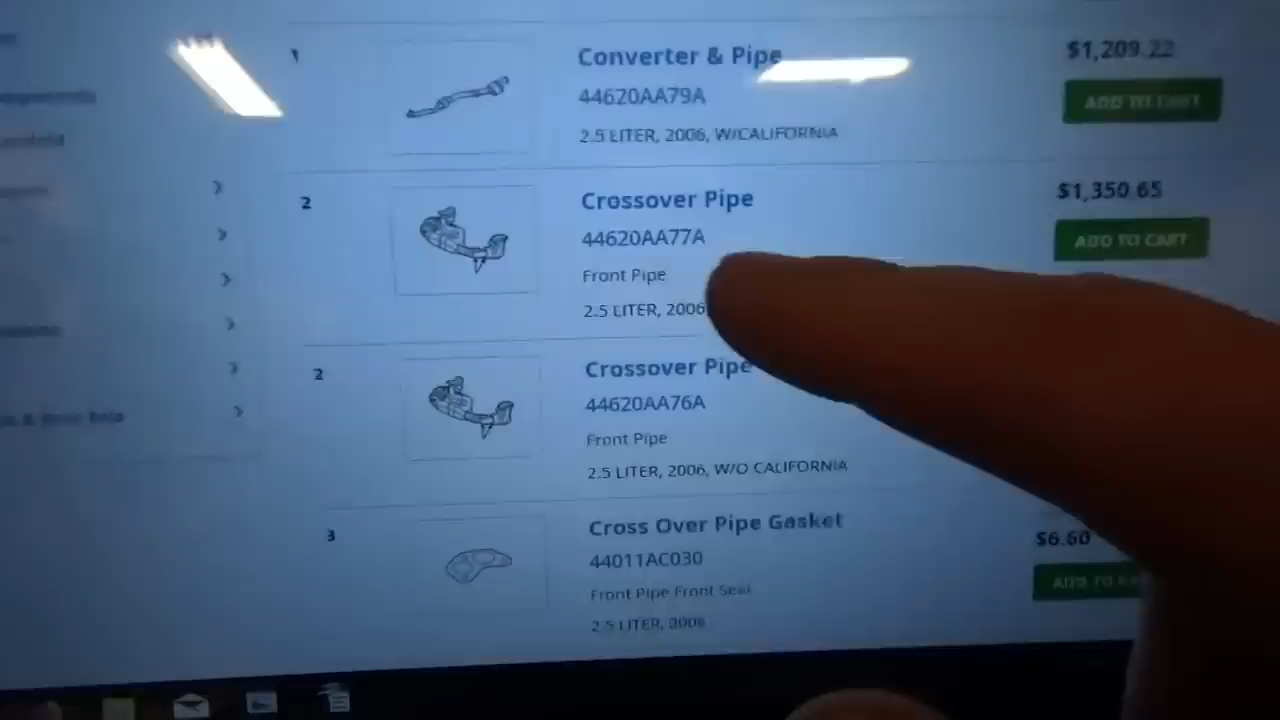 1
Converter & Pipe
$1,209.22
44620AA79A
ADD TO CART
2.5 LITER, 2006, W/CALIFORNIA
2
Crossover Pipe
$1,350.65
44620AA77A
ADD TO CART
Front Pipe
2.5 LITER, 2006
2
Crossover Pipe
44620AA76A
Front Pipe
2.5 LITER, 2006, W/O CALIFORNIA
3
Cross Over Pipe Gasket
$6.60
44011AC030
ADD TO
Front Pipe Front Seal
2.5 LITER, 2006